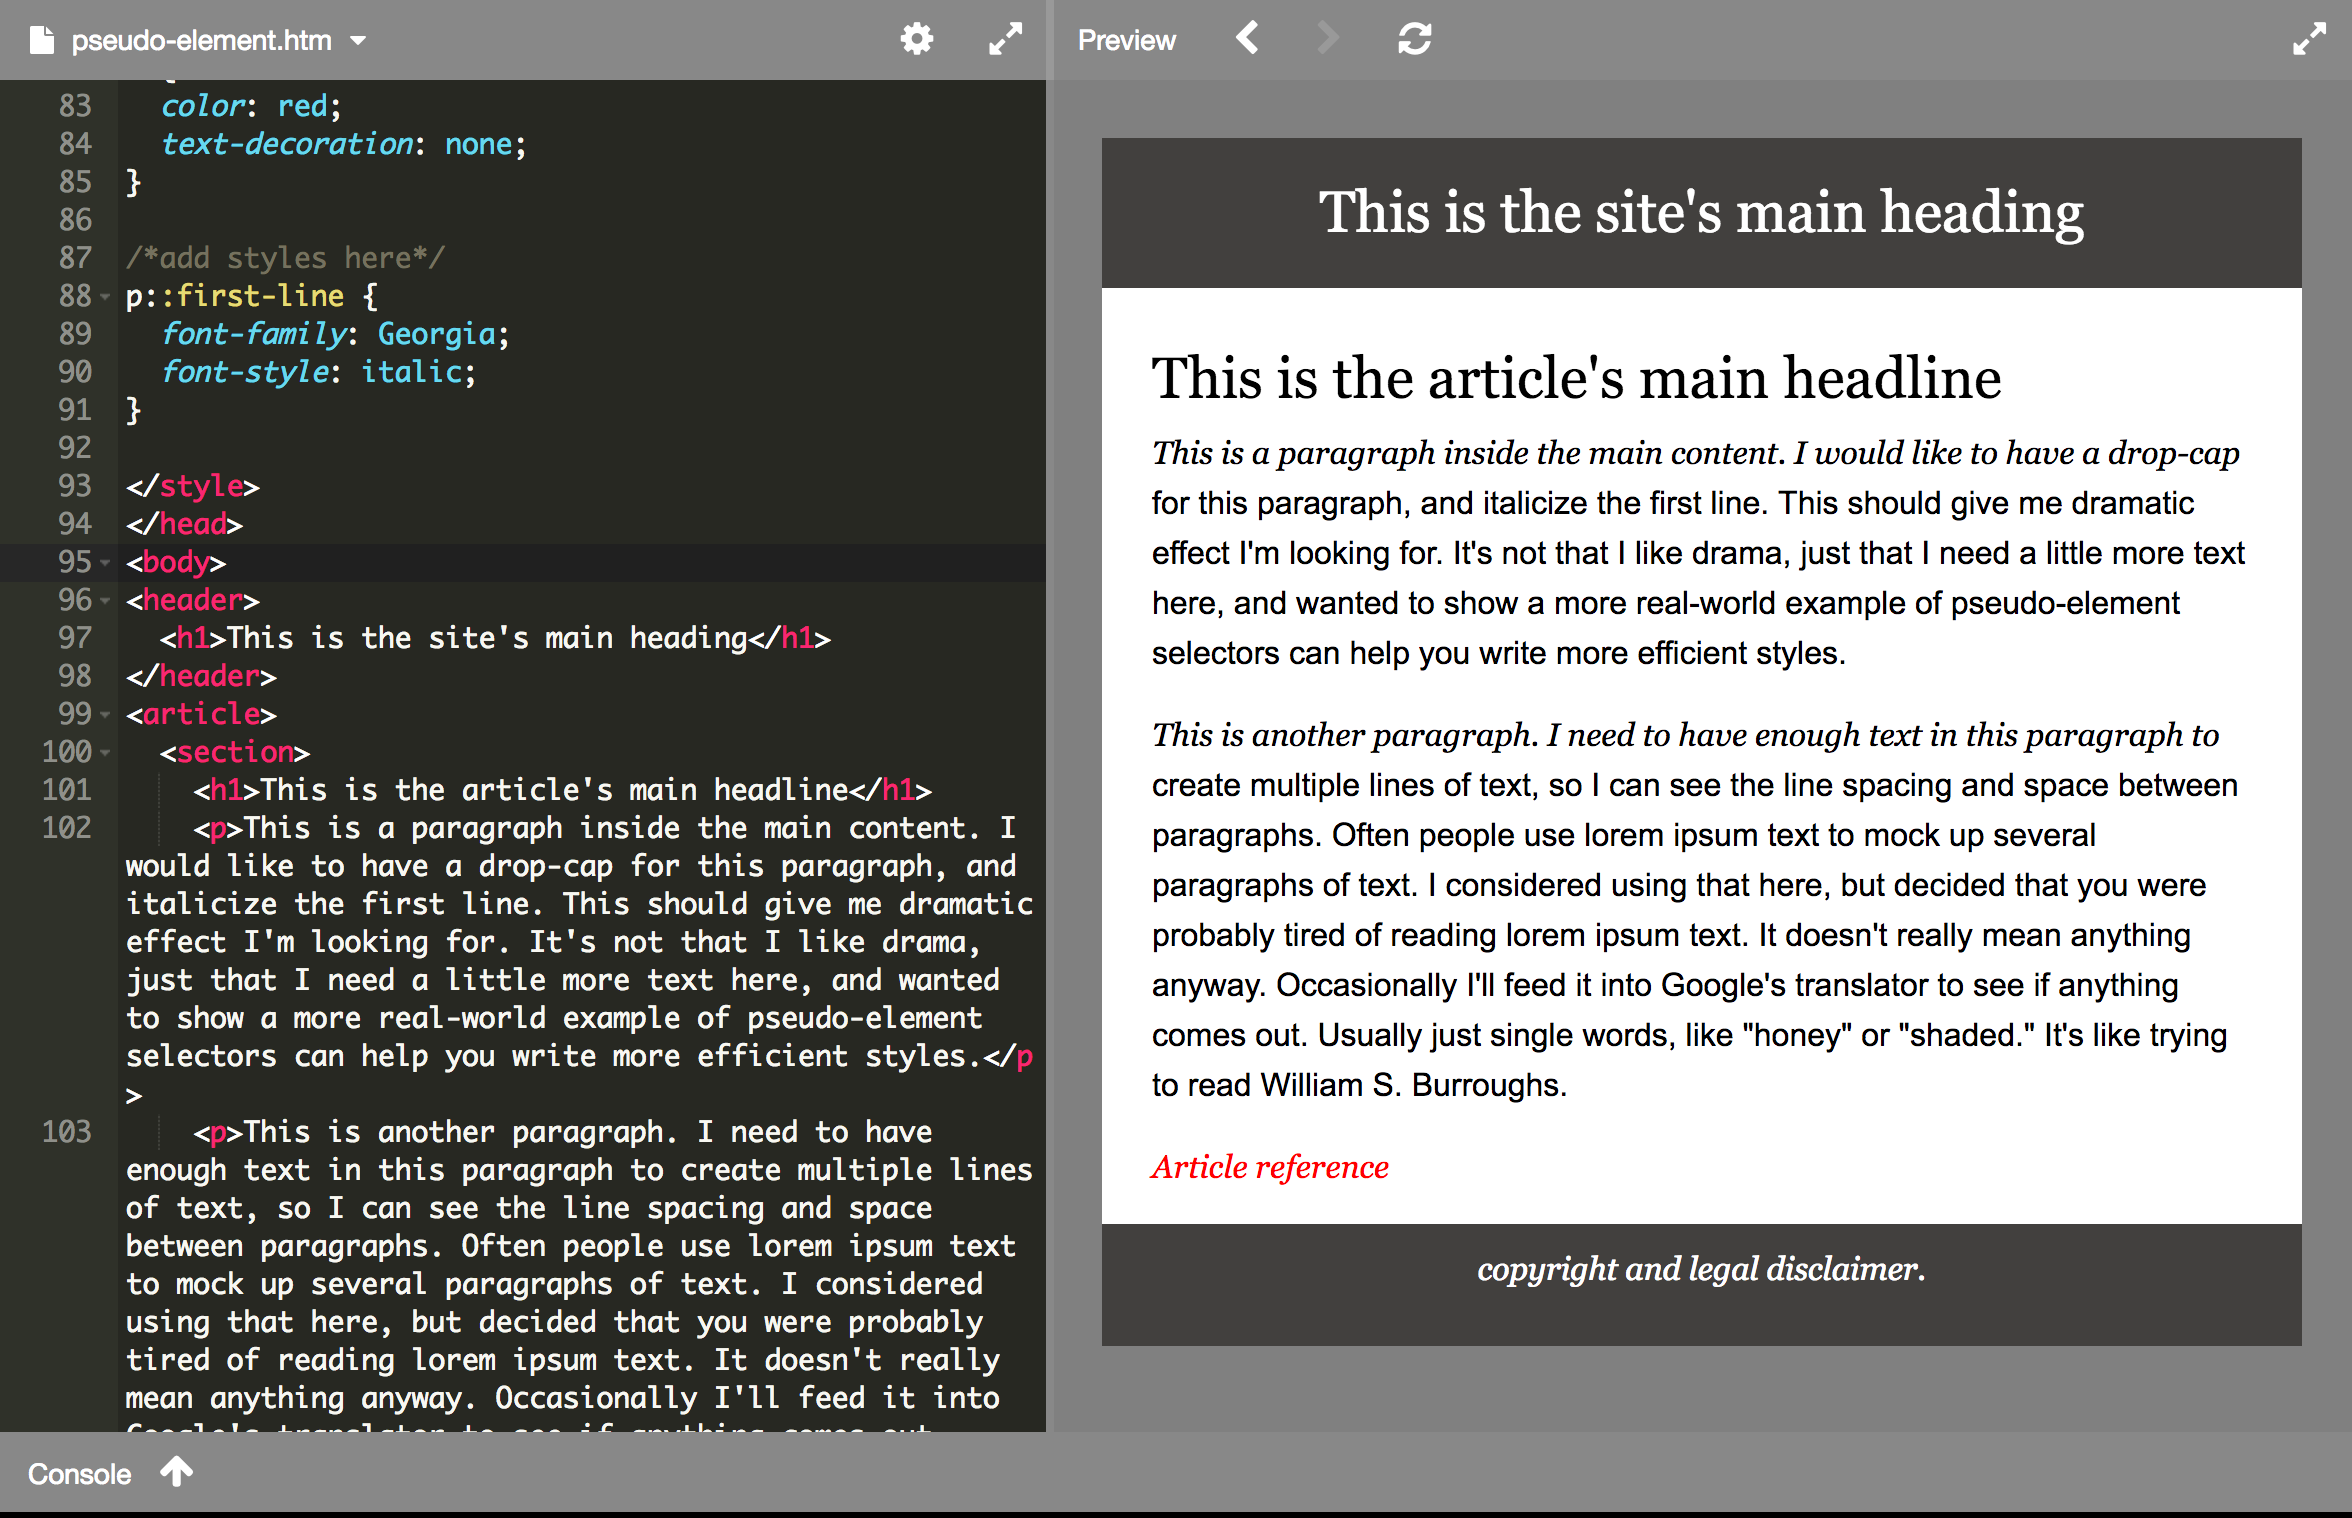 pseudo-element.htm
83 color: red;
84 text-decoration: none;
85 }
86
87 /*add styles here*/
88 p::first-line {
89 font-family: Georgia;
90 font-style: italic;
91 }
92
93 </style>
94 </head>
95 <body>
96 <header>
97 <h1>This is the site's main heading</h1>
98 </header>
99 <article>
100 <section>
101 <h1>This is the article's main headline</h1>
102 <p>This is a paragraph inside the main content. I
would like to have a drop-cap for this paragraph, and
italicize the first line. This should give me dramatic
effect I'm looking for. It's not that I like drama,
just that I need a little more text here, and wanted
to show a more real-world example of pseudo-element
selectors can help you write more efficient styles.</p
>
103 <p>This is another paragraph. I need to have
enough text in this paragraph to create multiple lines
of text, so I can see the line spacing and space
between paragraphs. Often people use lorem ipsum text
to mock up several paragraphs of text. I considered
using that here, but decided that you were probably
tired of reading lorem ipsum text. It doesn't really
mean anything anyway. Occasionally I'll feed it into
Google's translator to see if anything comes out.
Console
Preview
This is the site's main heading
This is the article's main headline
This is a paragraph inside the main content. I would like to have a drop-cap
for this paragraph, and italicize the first line. This should give me dramatic
effect I'm looking for. It's not that I like drama, just that I need a little more text
here, and wanted to show a more real-world example of pseudo-element
selectors can help you write more efficient styles.
This is another paragraph. I need to have enough text in this paragraph to
create multiple lines of text, so I can see the line spacing and space between
paragraphs. Often people use lorem ipsum text to mock up several
paragraphs of text. I considered using that here, but decided that you were
probably tired of reading lorem ipsum text. It doesn't really mean anything
anyway. Occasionally I'll feed it into Google's translator to see if anything
comes out. Usually just single words, like "honey" or "shaded." It's like trying
to read William S. Burroughs.
Article reference
copyright and legal disclaimer.